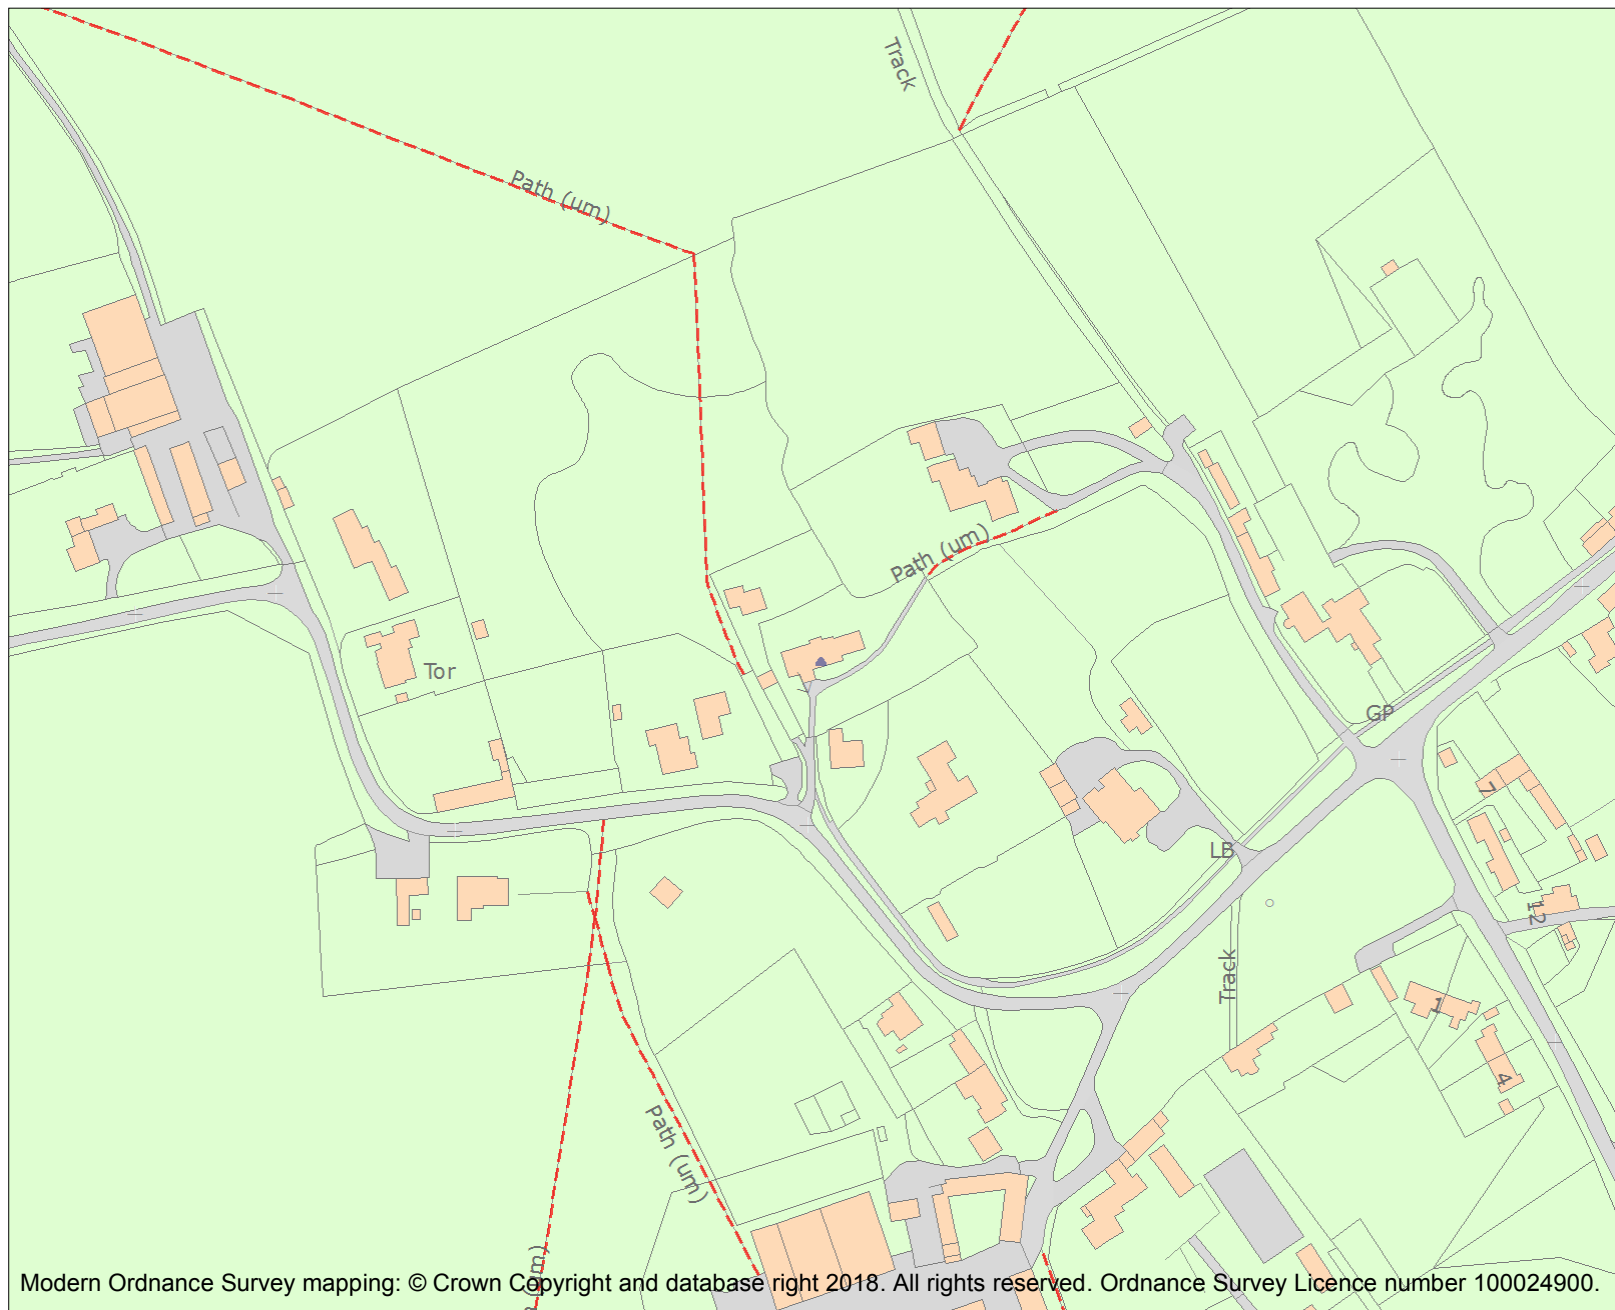 Track
Path (um)
Path (um)
Tor
GP
7
LB
12
Track
1
4
Path (um)
(um)
Modern Ordnance Survey mapping: © Crown Copyright and database right 2018. All rights reserved. Ordnance Survey Licence number 100024900.